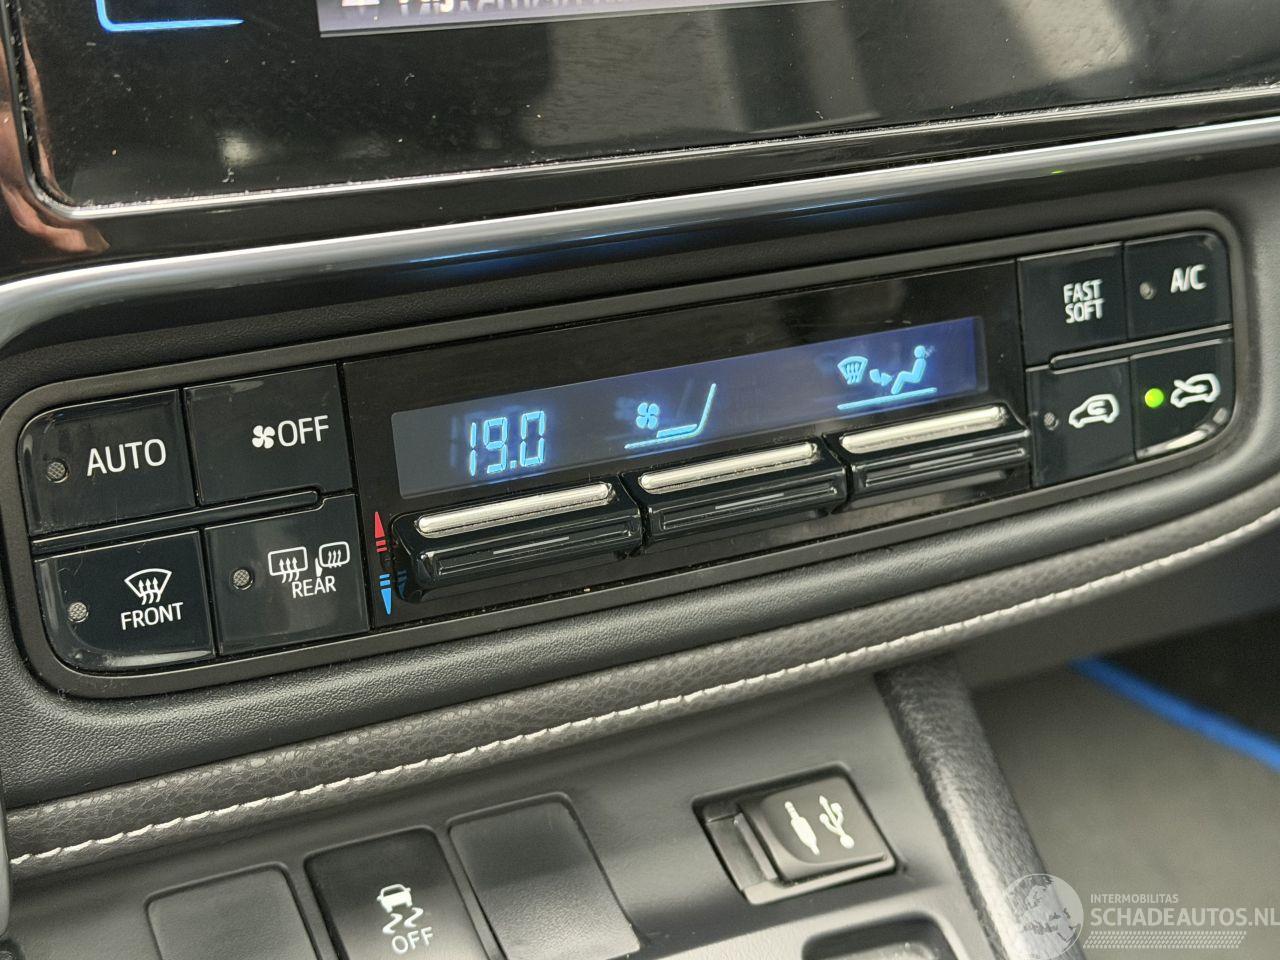 FAST
SOFT
A/C
AUTO
OFF
19.0
FRONT
REAR
OFF
INTERMOBILITAS
SCHADEAUTOS.NL